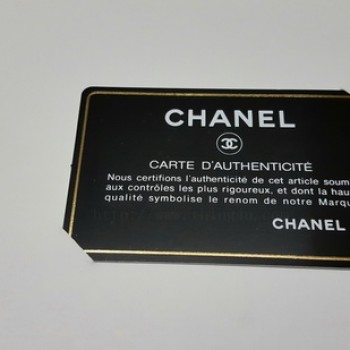 CHANEL
CARTE D'AUTHENTICITÉ
Nous certifions l'authenticité de cet article soum
aux contrôles les plus rigoureux, et dont la hau
qualité symbolise le renom de notre Marqu
CHANEL